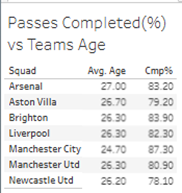 Passes Completed(%)
vs Teams Age
Squad Avg. Age Cmp%
Arsenal 27.00 83.20
Aston Villa 26.70 79.20
Brighton 26.30 83.90
Liverpool 26.30 82.30
Manchester City 24.70 87.30
Manchester Utd 26.30 80.90
Newcastle Utd 26.20 78.10